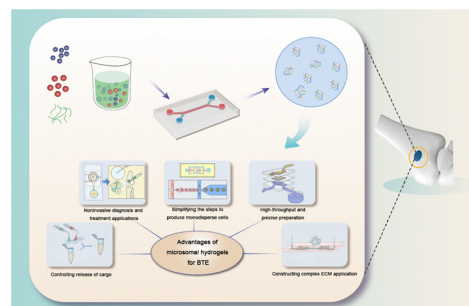 Noninvasive diagnosis and
treatment applications
Simplifying the steps to
produce monodisperse cells
High-throughput and
precise preparation
Controlling release of cargo
Advantages of
microsomal hydrogels
for BTE
Constructing complex ECM application